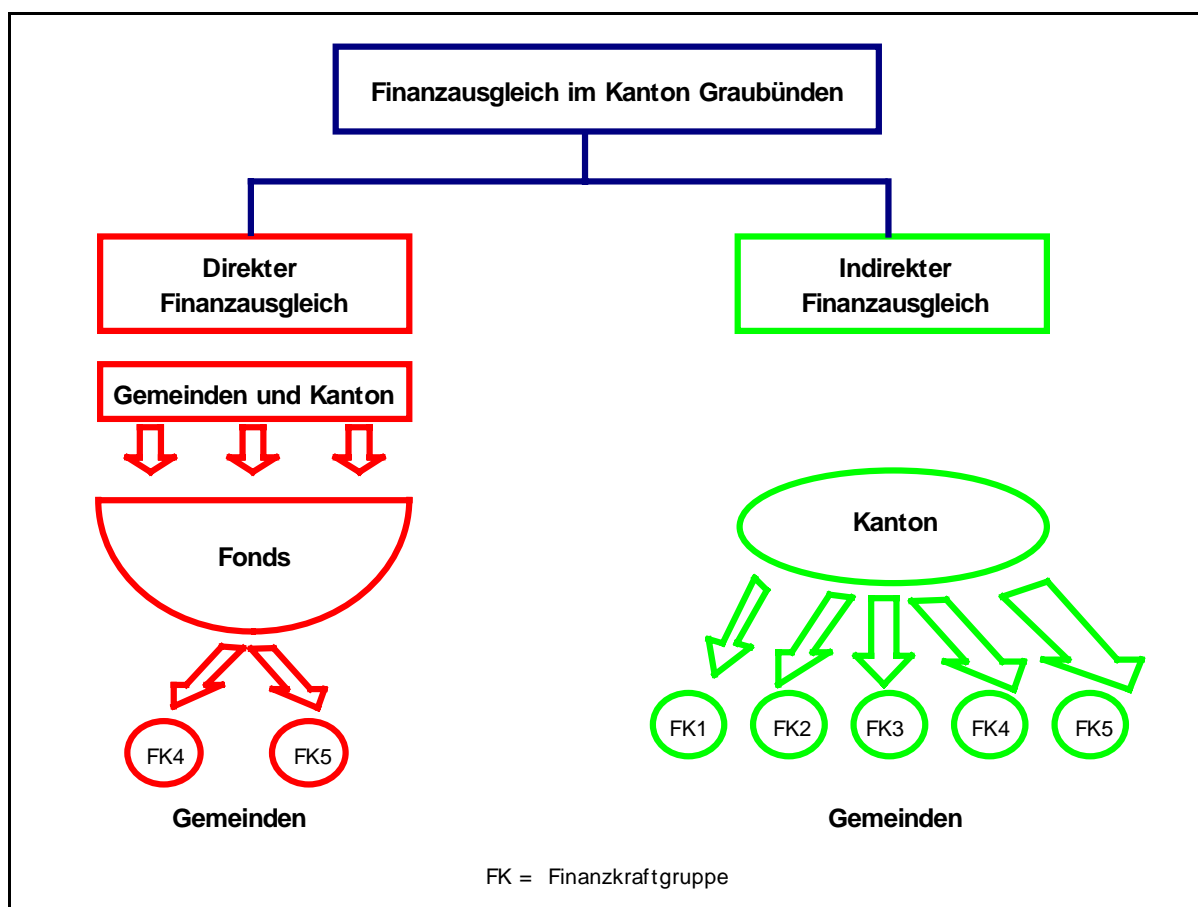 Finanzausgleich im Kanton Graubünden
Direkter
Finanzausgleich
Indirekter
Finanzausgleich
Gemeinden und Kanton
Fonds
Kanton
FK4
FK5
FK1
FK2
FK3
FK4
FK5
Gemeinden
Gemeinden
FK = Finanzkraftgruppe